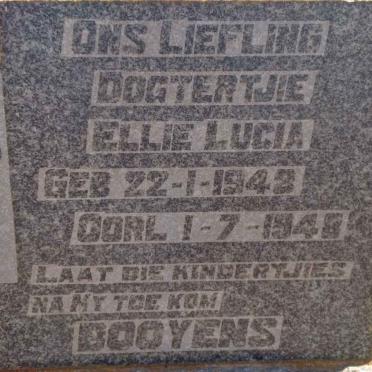 ONS LIEFLING
DOGTERTJIE
ELLIE LUCIA
GEB 22-1-1948
OORL 1-7-1948
LAAT DIE KINDERTJIES
NA MY TOE KOM
BOOYENS